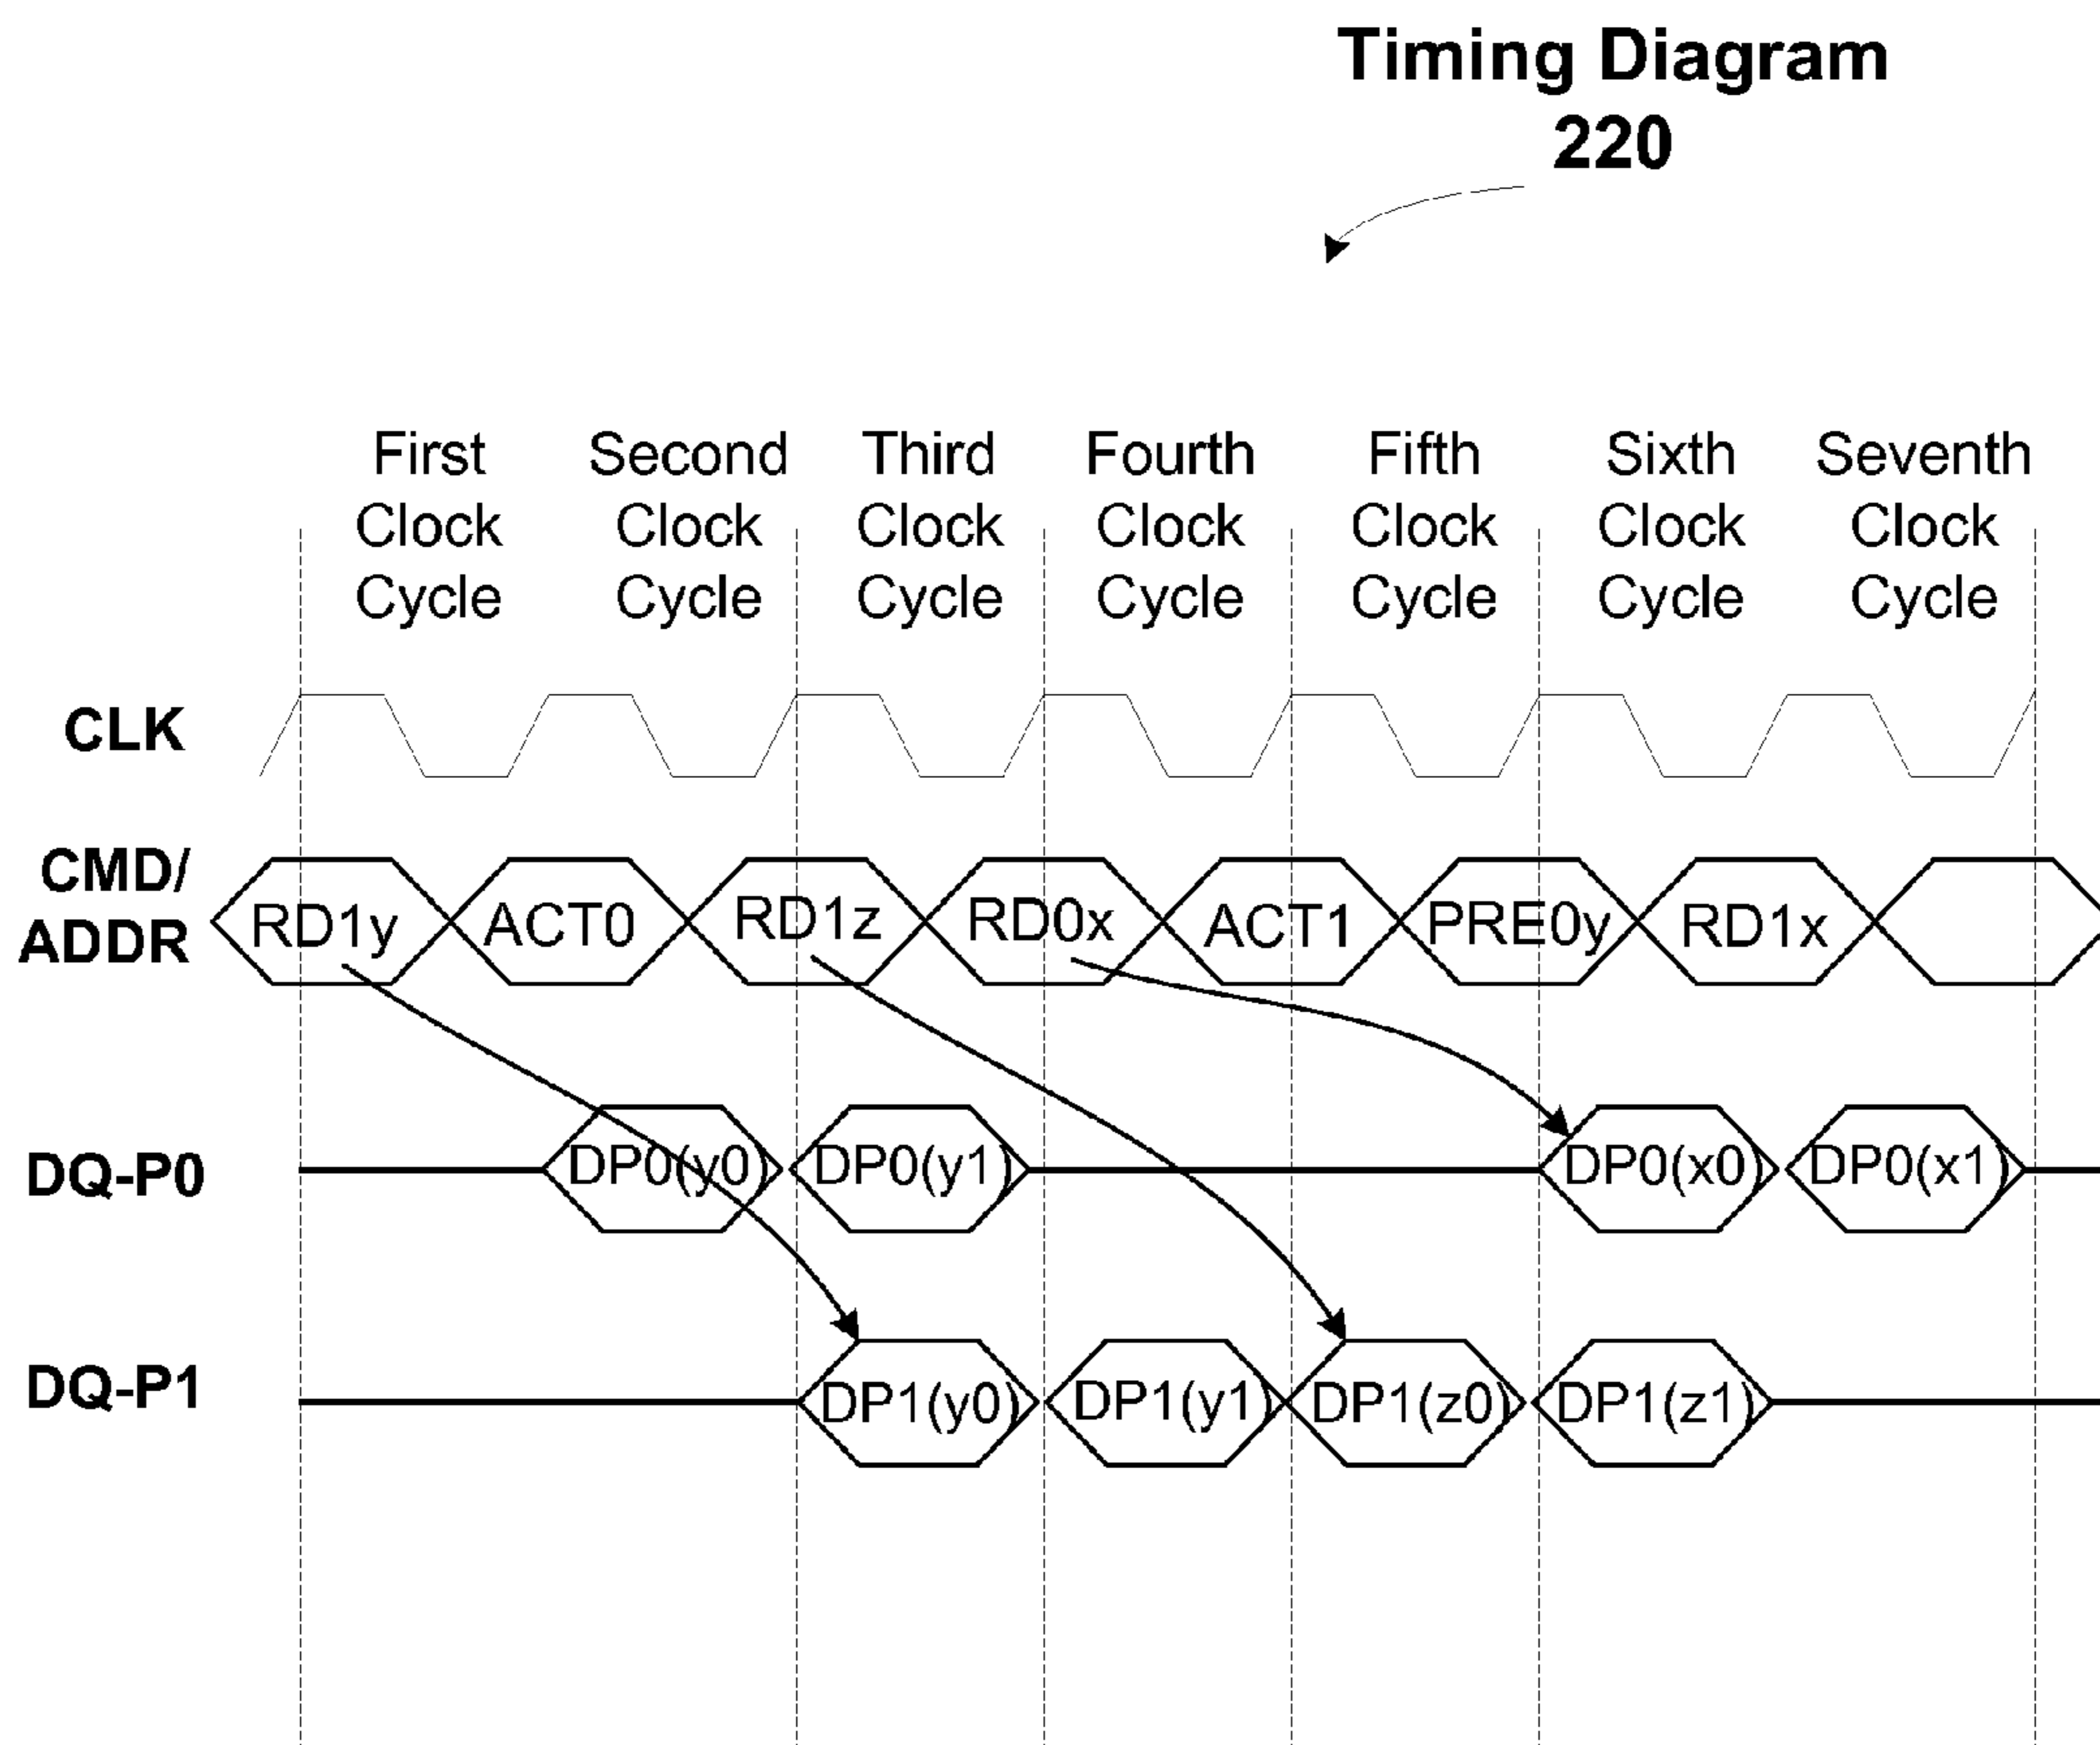 Timing Diagram
220
First Second Third Fourth Fifth Sixth Seventh
Clock Clock Clock Clock Clock Clock Clock
Cycle Cycle Cycle Cycle Cycle Cycle Cycle
CLK
CMD/
ADDR
RD1y ACT0 RD1z RD0x ACT1 PRE0y RD1x
DQ-P0
DP0(y0) DP0(y1) DP0(x0) DP0(x1)
DQ-P1
DP1(y0) DP1(y1) DP1(z0) DP1(z1)